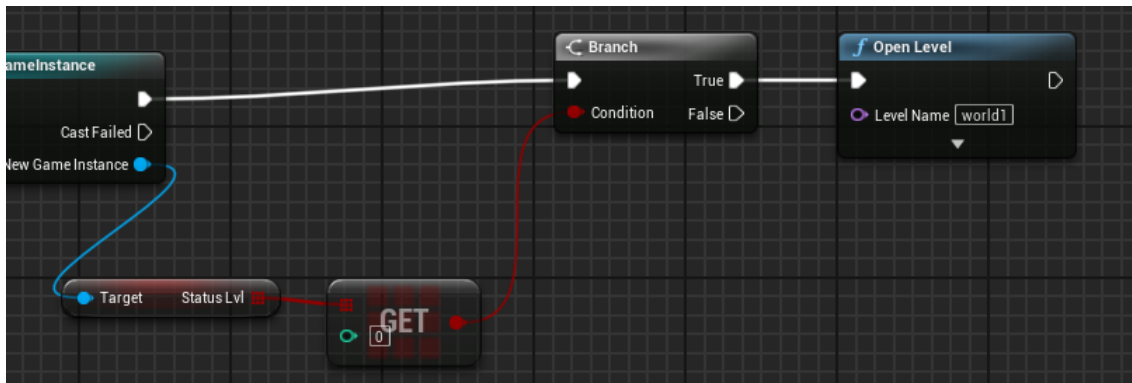 ameInstance
Cast Failed
New Game Instance
Branch
True
Condition
False
f Open Level
Level Name world1
Target Status Lvl
GET
0